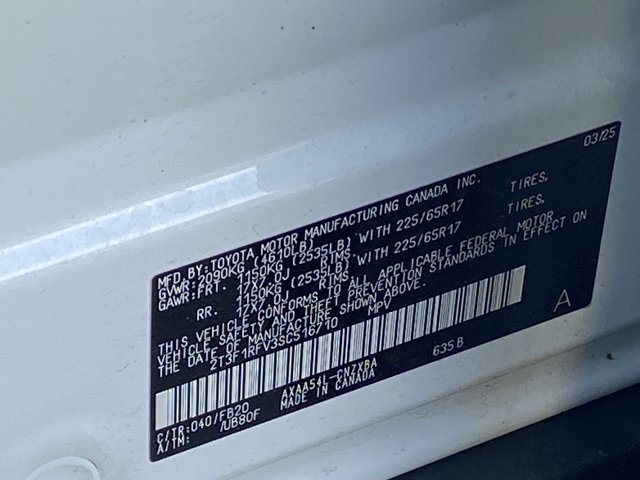 03/25
MFD.BY:TOYOTA MOTOR MANUFACTURING CANADA INC.
GVWR:2090KG (4610LB)
GAWR:FRT. 1150KG (2535LB) WITH 225/65R17 TIRES,
17X7.0J RIMS
RR. 1150KG (2535LB) WITH 225/65R17 TIRES,
17X7.0J RIMS
THIS VEHICLE CONFORMS TO ALL APPLICABLE FEDERAL MOTOR
VEHICLE SAFETY AND THEFT PREVENTION STANDARDS IN EFFECT ON
THE DATE OF MANUFACTURE SHOWN ABOVE.
2T3F1RFV3SC516710 MPV
A
C/TR:040/FB20 AXAA54L-CNZXBA 635B
A/TM: /UB80F MADE IN CANADA